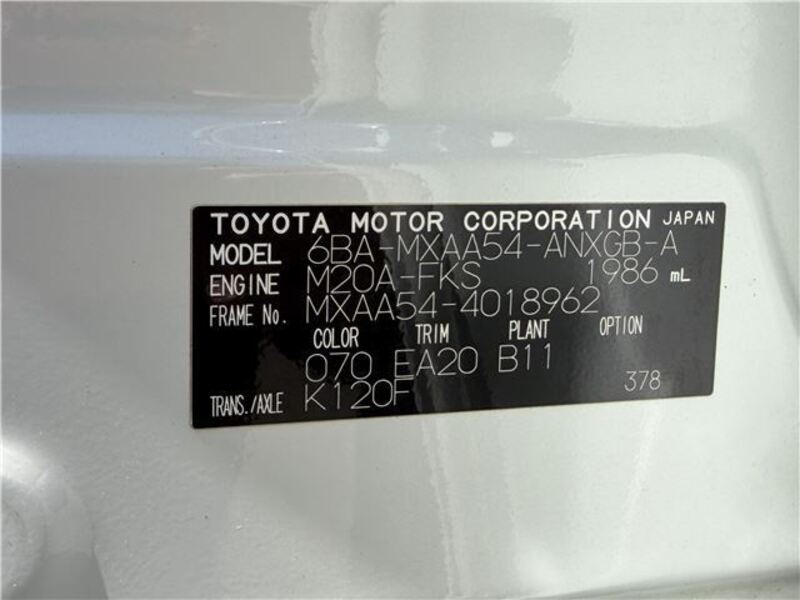 TOYOTA MOTOR CORPORATION JAPAN
MODEL 6BA-MXAA54-ANXGB-A
ENGINE M20A-FKS 1986 mL
FRAME No. MXAA54-4018962
COLOR TRIM PLANT OPTION
070 EA20 B11
TRANS./AXLE K120F 378